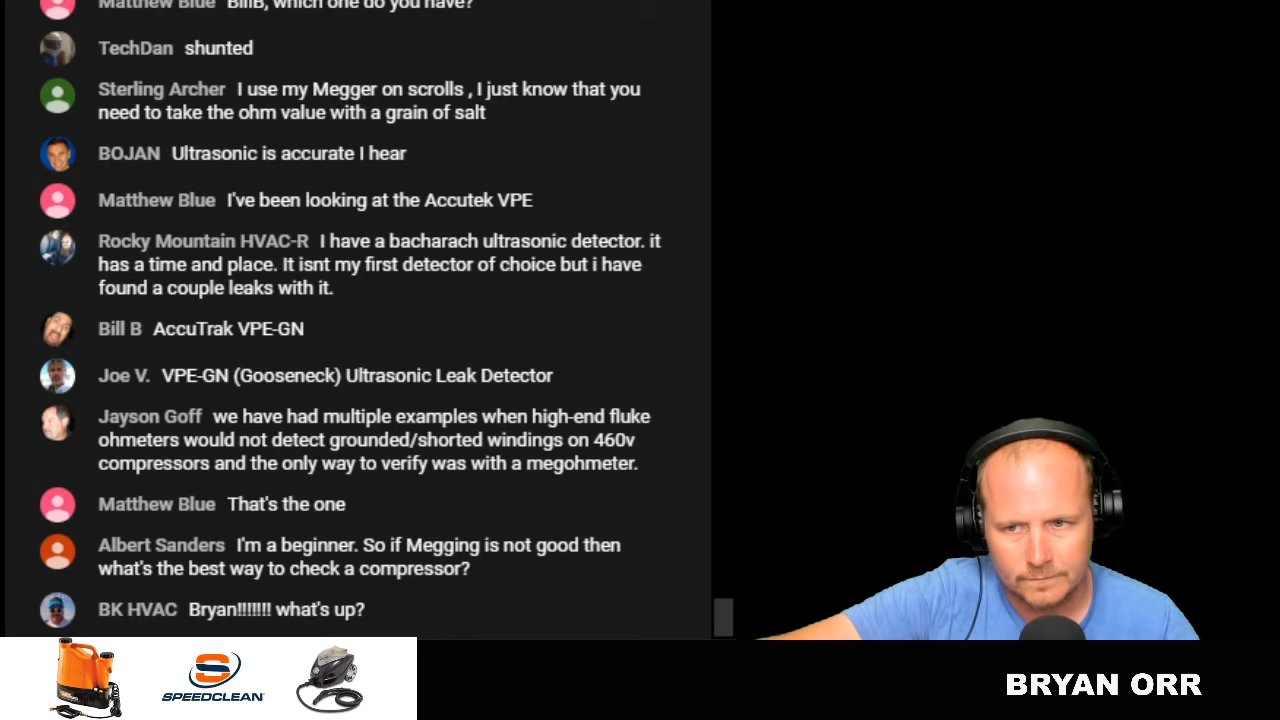 Matthew Blue BillB, which one do you have?
TechDan shunted
Sterling Archer I use my Megger on scrolls , I just know that you
need to take the ohm value with a grain of salt
BOJAN Ultrasonic is accurate I hear
Matthew Blue I've been looking at the Accutek VPE
Rocky Mountain HVAC-R I have a bacharach ultrasonic detector. it
has a time and place. It isnt my first detector of choice but i have
found a couple leaks with it.
Bill B AccuTrak VPE-GN
Joe V. VPE-GN (Gooseneck) Ultrasonic Leak Detector
Jayson Goff we have had multiple examples when high-end fluke
ohmeters would not detect grounded/shorted windings on 460v
compressors and the only way to verify was with a megohmeter.
Matthew Blue That's the one
Albert Sanders I'm a beginner. So if Megging is not good then
what's the best way to check a compressor?
BK HVAC Bryan!!!!!!! what's up?
SPEEDCLEAN
BRYAN ORR